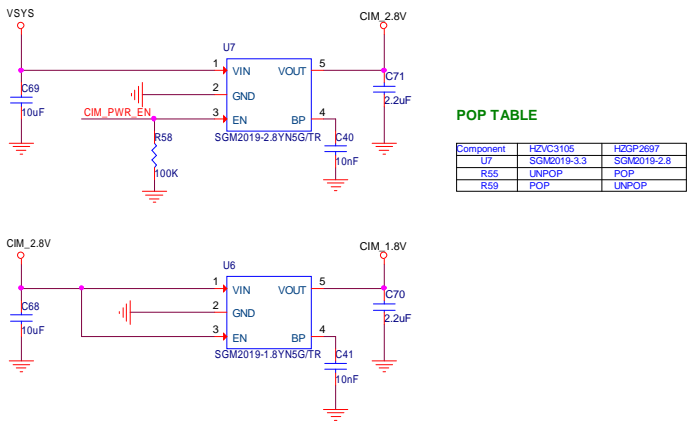 VSYS
CIM_2.8V
U7
1 VIN VOUT 5
C69
10uF
C71
2.2uF
2 GND
CIM_PWR_EN
3 EN BP 4
R58
100K
SGM2019-2.8YN5G/TR
C40
10nF
POP TABLE
Component HZVC3105 HZGP2697
U7 SGM2019-3.3 SGM2019-2.8
R55 UNPOP POP
R59 POP UNPOP
CIM_2.8V
CIM_1.8V
U6
1 VIN VOUT 5
C68
10uF
C70
2.2uF
2 GND
3 EN BP 4
SGM2019-1.8YN5G/TR
C41
10nF